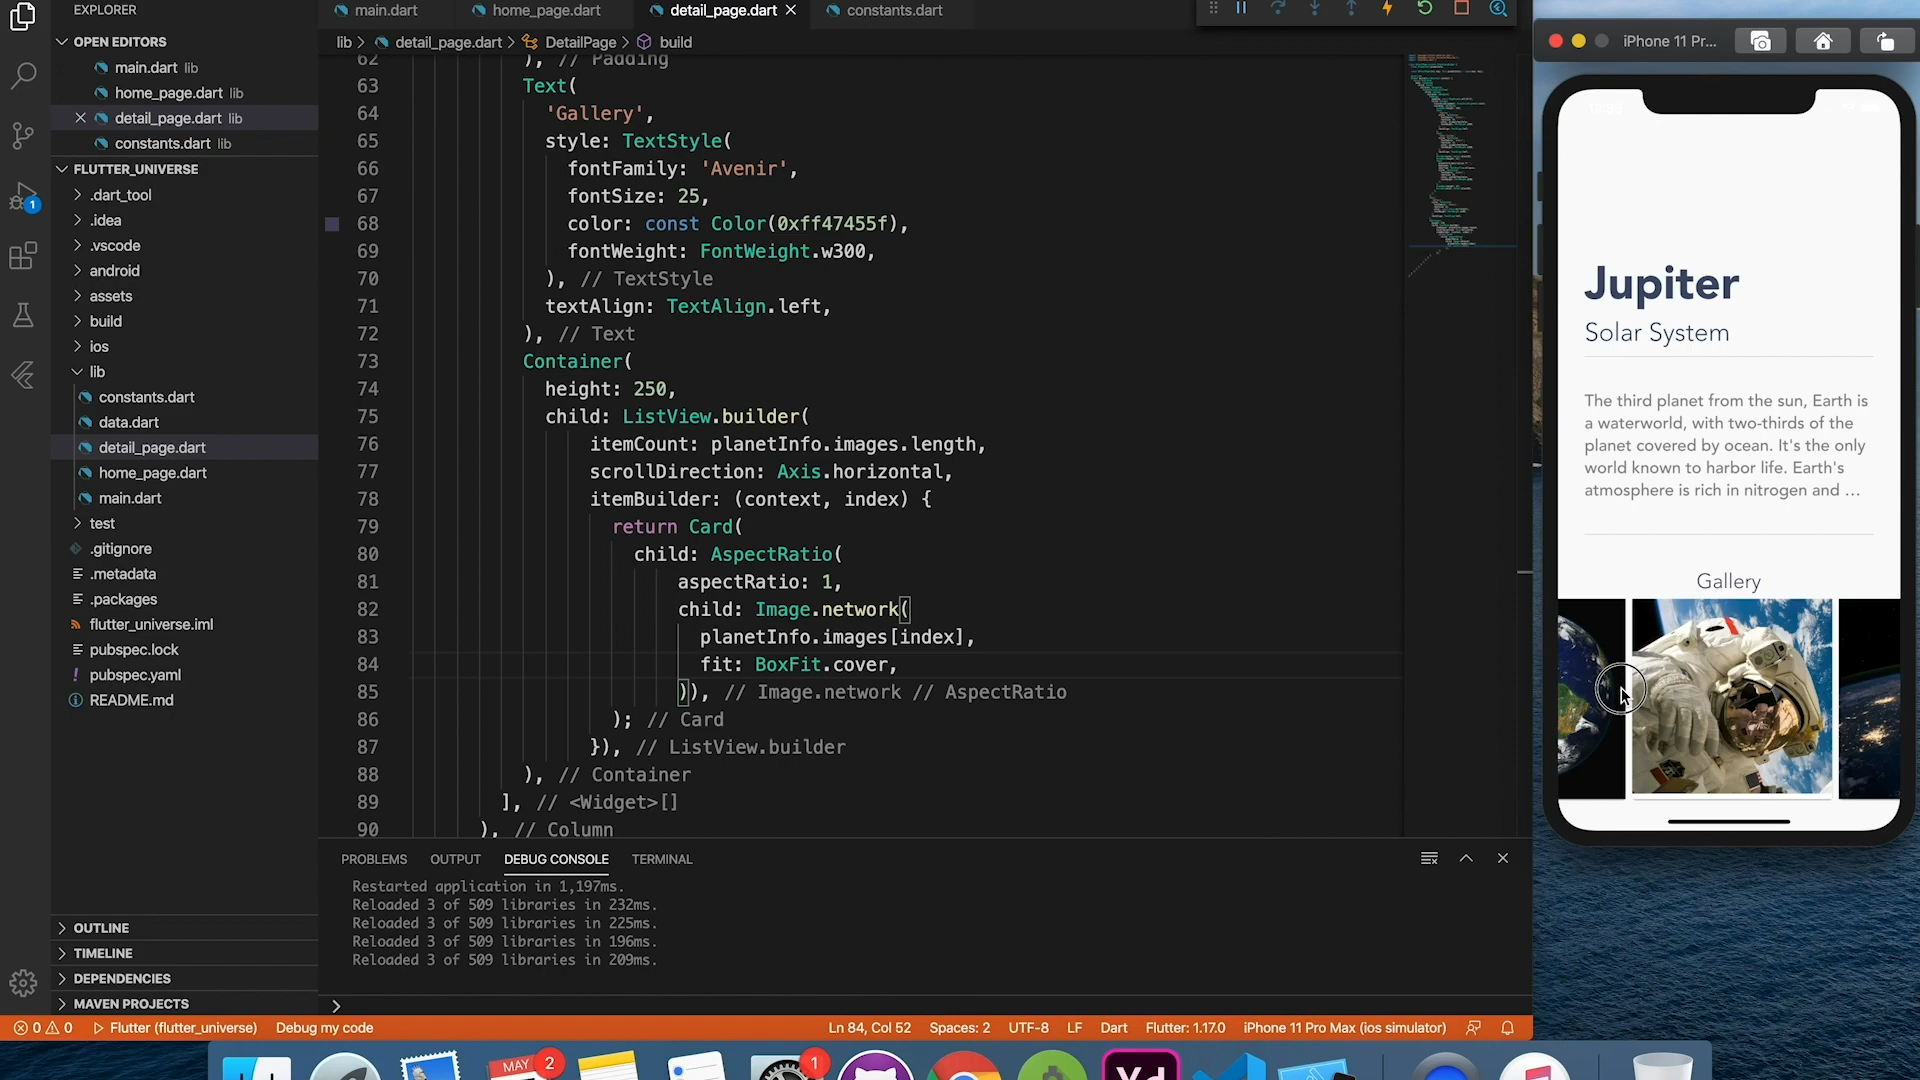 EXPLORER
OPEN EDITORS
main.dart lib
home_page.dart lib
detail_page.dart lib
constants.dart lib
FLUTTER_UNIVERSE
.dart_tool
.idea
.vscode
android
assets
build
ios
lib
constants.dart
data.dart
detail_page.dart
home_page.dart
main.dart
test
.gitignore
.metadata
.packages
flutter_universe.iml
pubspec.lock
pubspec.yaml
README.md
OUTLINE
TIMELINE
DEPENDENCIES
MAVEN PROJECTS
1
main.dart home_page.dart detail_page.dart constants.dart
lib > detail_page.dart > DetailPage > build
62 ), // Padding
63 Text(
64 'Gallery',
65 style: TextStyle(
66 fontFamily: 'Avenir',
67 fontSize: 25,
68 color: const Color(0xff47455f),
69 fontWeight: FontWeight.w300,
70 ), // TextStyle
71 textAlign: TextAlign.left,
72 ), // Text
73 Container(
74 height: 250,
75 child: ListView.builder(
76 itemCount: planetInfo.images.length,
77 scrollDirection: Axis.horizontal,
78 itemBuilder: (context, index) {
79 return Card(
80 child: AspectRatio(
81 aspectRatio: 1,
82 child: Image.network(
83 planetInfo.images[index],
84 fit: BoxFit.cover,
85 )), // Image.network // AspectRatio
86 ); // Card
87 }), // ListView.builder
88 ), // Container
89 ], // <Widget>[]
90 ), // Column
PROBLEMS OUTPUT DEBUG CONSOLE TERMINAL
Restarted application in 1,197ms.
Reloaded 3 of 509 libraries in 232ms.
Reloaded 3 of 509 libraries in 225ms.
Reloaded 3 of 509 libraries in 196ms.
Reloaded 3 of 509 libraries in 209ms.
>
0 0 Flutter (flutter_universe) Debug my code Ln 84, Col 52 Spaces: 2 UTF-8 LF Dart Flutter: 1.17.0 iPhone 11 Pro Max (ios simulator)
iPhone 11 Pr...
Jupiter
Solar System
The third planet from the sun, Earth is
a waterworld, with two-thirds of the
planet covered by ocean. It's the only
world known to harbor life. Earth's
atmosphere is rich in nitrogen and ...
Gallery
MAY 2
1
Xd